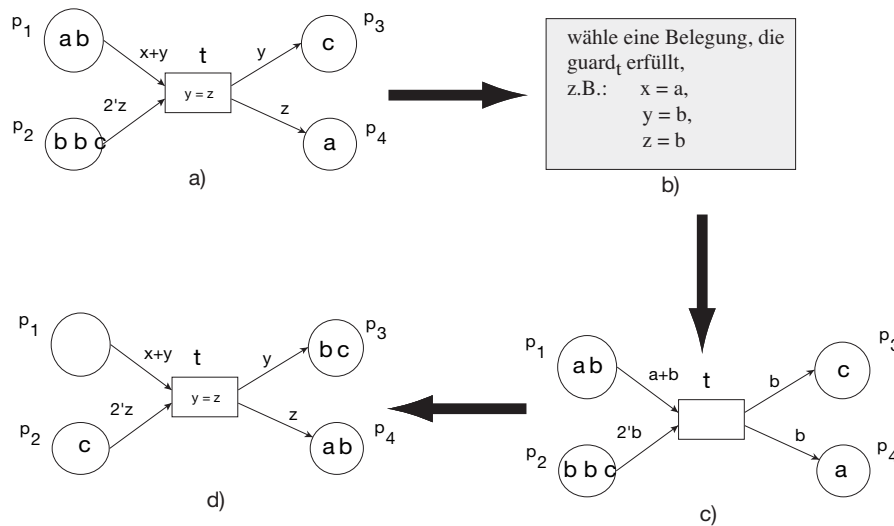 p1
a b
x+y
t
y
c
p3
y = z
2'z
z
p2
b b c
a
p4
a)
wähle eine Belegung, die
guardt erfüllt,
z.B.: x = a,
y = b,
z = b
b)
p1
x+y
t
y
b c
p3
y = z
2'z
z
p2
c
a b
p4
d)
p1
a b
a+b
t
b
c
p3
2'b
b
p2
b b c
a
p4
c)